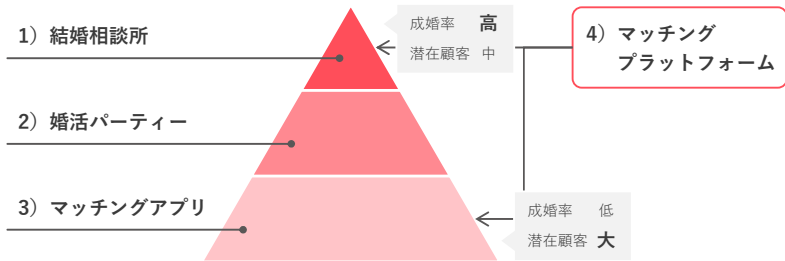 1）結婚相談所
2）婚活パーティー
3）マッチングアプリ
成婚率 高
潜在顧客 中
4）マッチング
プラットフォーム
成婚率 低
潜在顧客 大